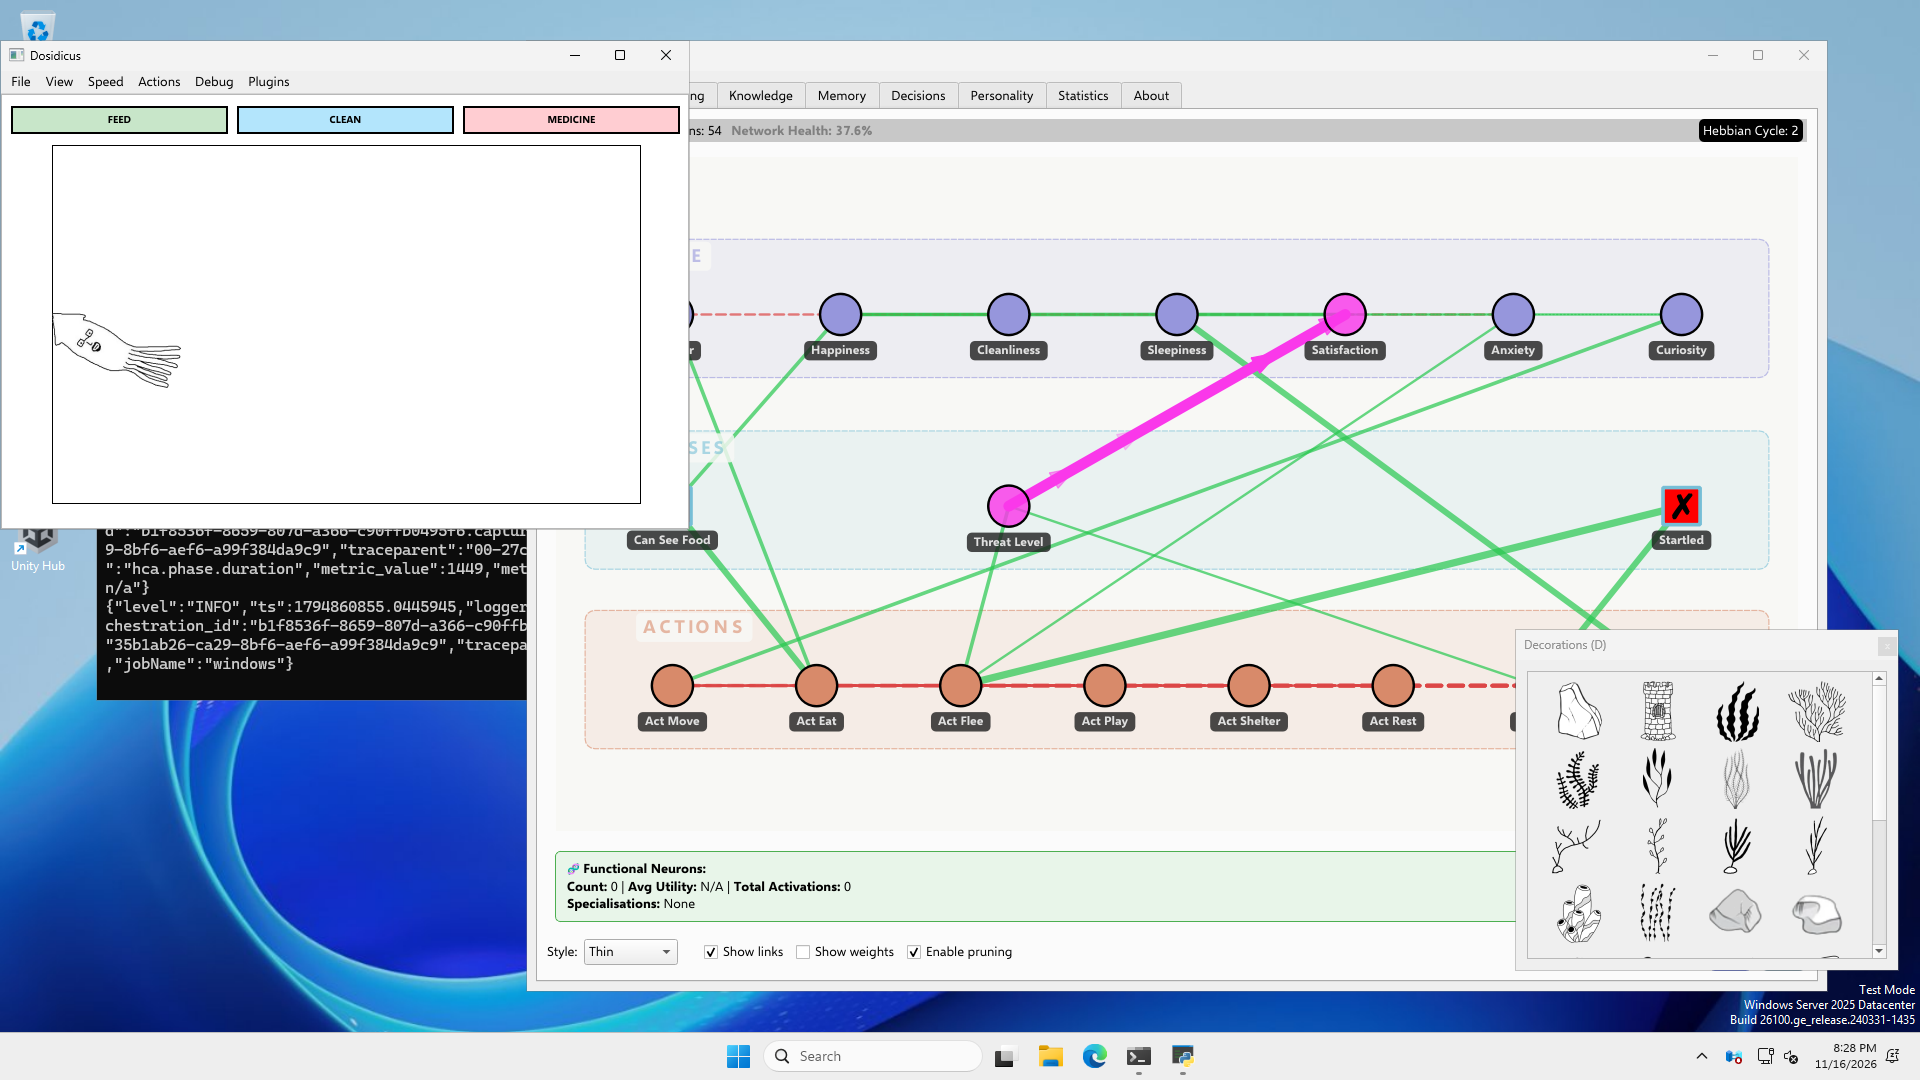 Dosidicus
File View Speed Actions Debug Plugins
FEED CLEAN MEDICINE
ng Knowledge Memory Decisions Personality Statistics About
ns: 54 Network Health: 37.6% Hebbian Cycle: 2
E
r Happiness Cleanliness Sleepiness Satisfaction Anxiety Curiosity
SES
Can See Food Threat Level Startled
ACTIONS
Act Move Act Eat Act Flee Act Play Act Shelter Act Rest
Unity Hub
9-8bf6-aef6-a99f384da9c9","traceparent":"00-27c
":"hca.phase.duration","metric_value":1449,"met
n/a"}
{"level":"INFO","ts":1794860855.0445945,"logger
chestration_id":"b1f8536f-8659-807d-a366-c90ffb
"35b1ab26-ca29-8bf6-aef6-a99f384da9c9","tracepa
,"jobName":"windows"}
Decorations (D)
Functional Neurons:
Count: 0 | Avg Utility: N/A | Total Activations: 0
Specialisations: None
Style: Thin Show links Show weights Enable pruning
Test Mode
Windows Server 2025 Datacenter
Build 26100.ge_release.240331-1435
Search
8:28 PM
11/16/2026